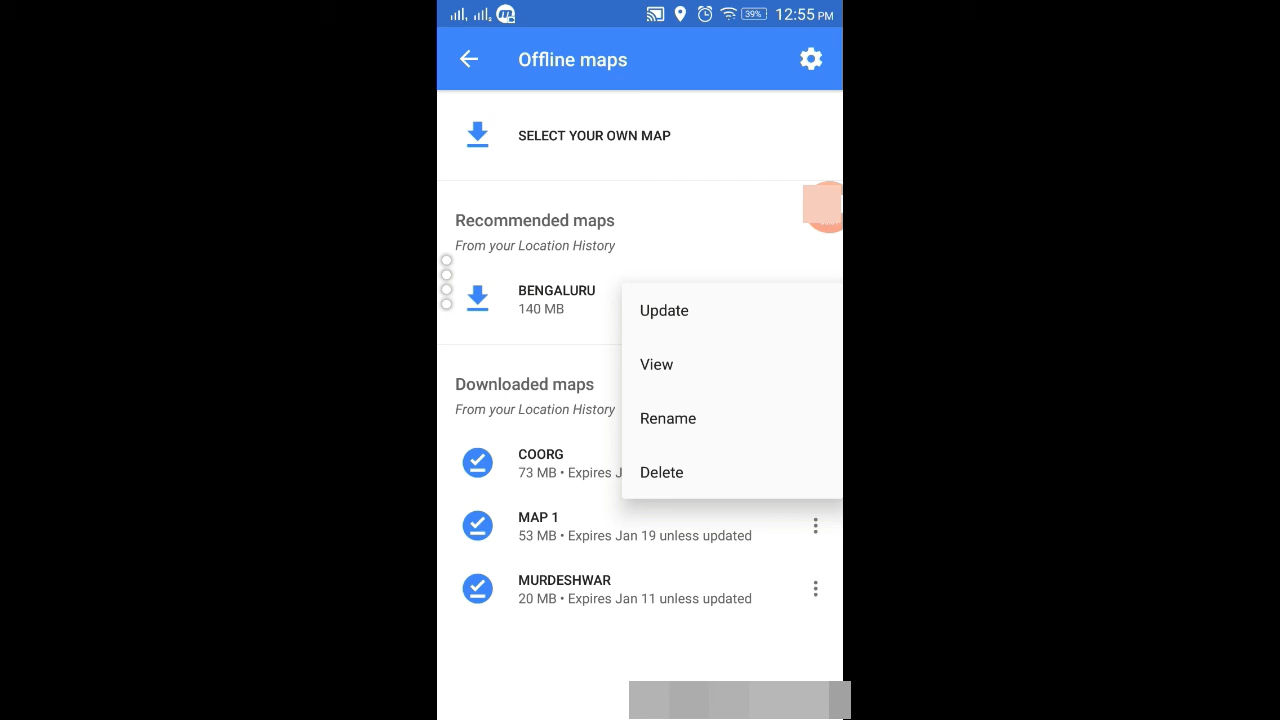 39% 12:55 PM
Offline maps
SELECT YOUR OWN MAP
Recommended maps
From your Location History
BENGALURU
140 MB
Update
View
Rename
Delete
Downloaded maps
From your Location History
COORG
73 MB • Expires J
MAP 1
53 MB • Expires Jan 19 unless updated
MURDESHWAR
20 MB • Expires Jan 11 unless updated